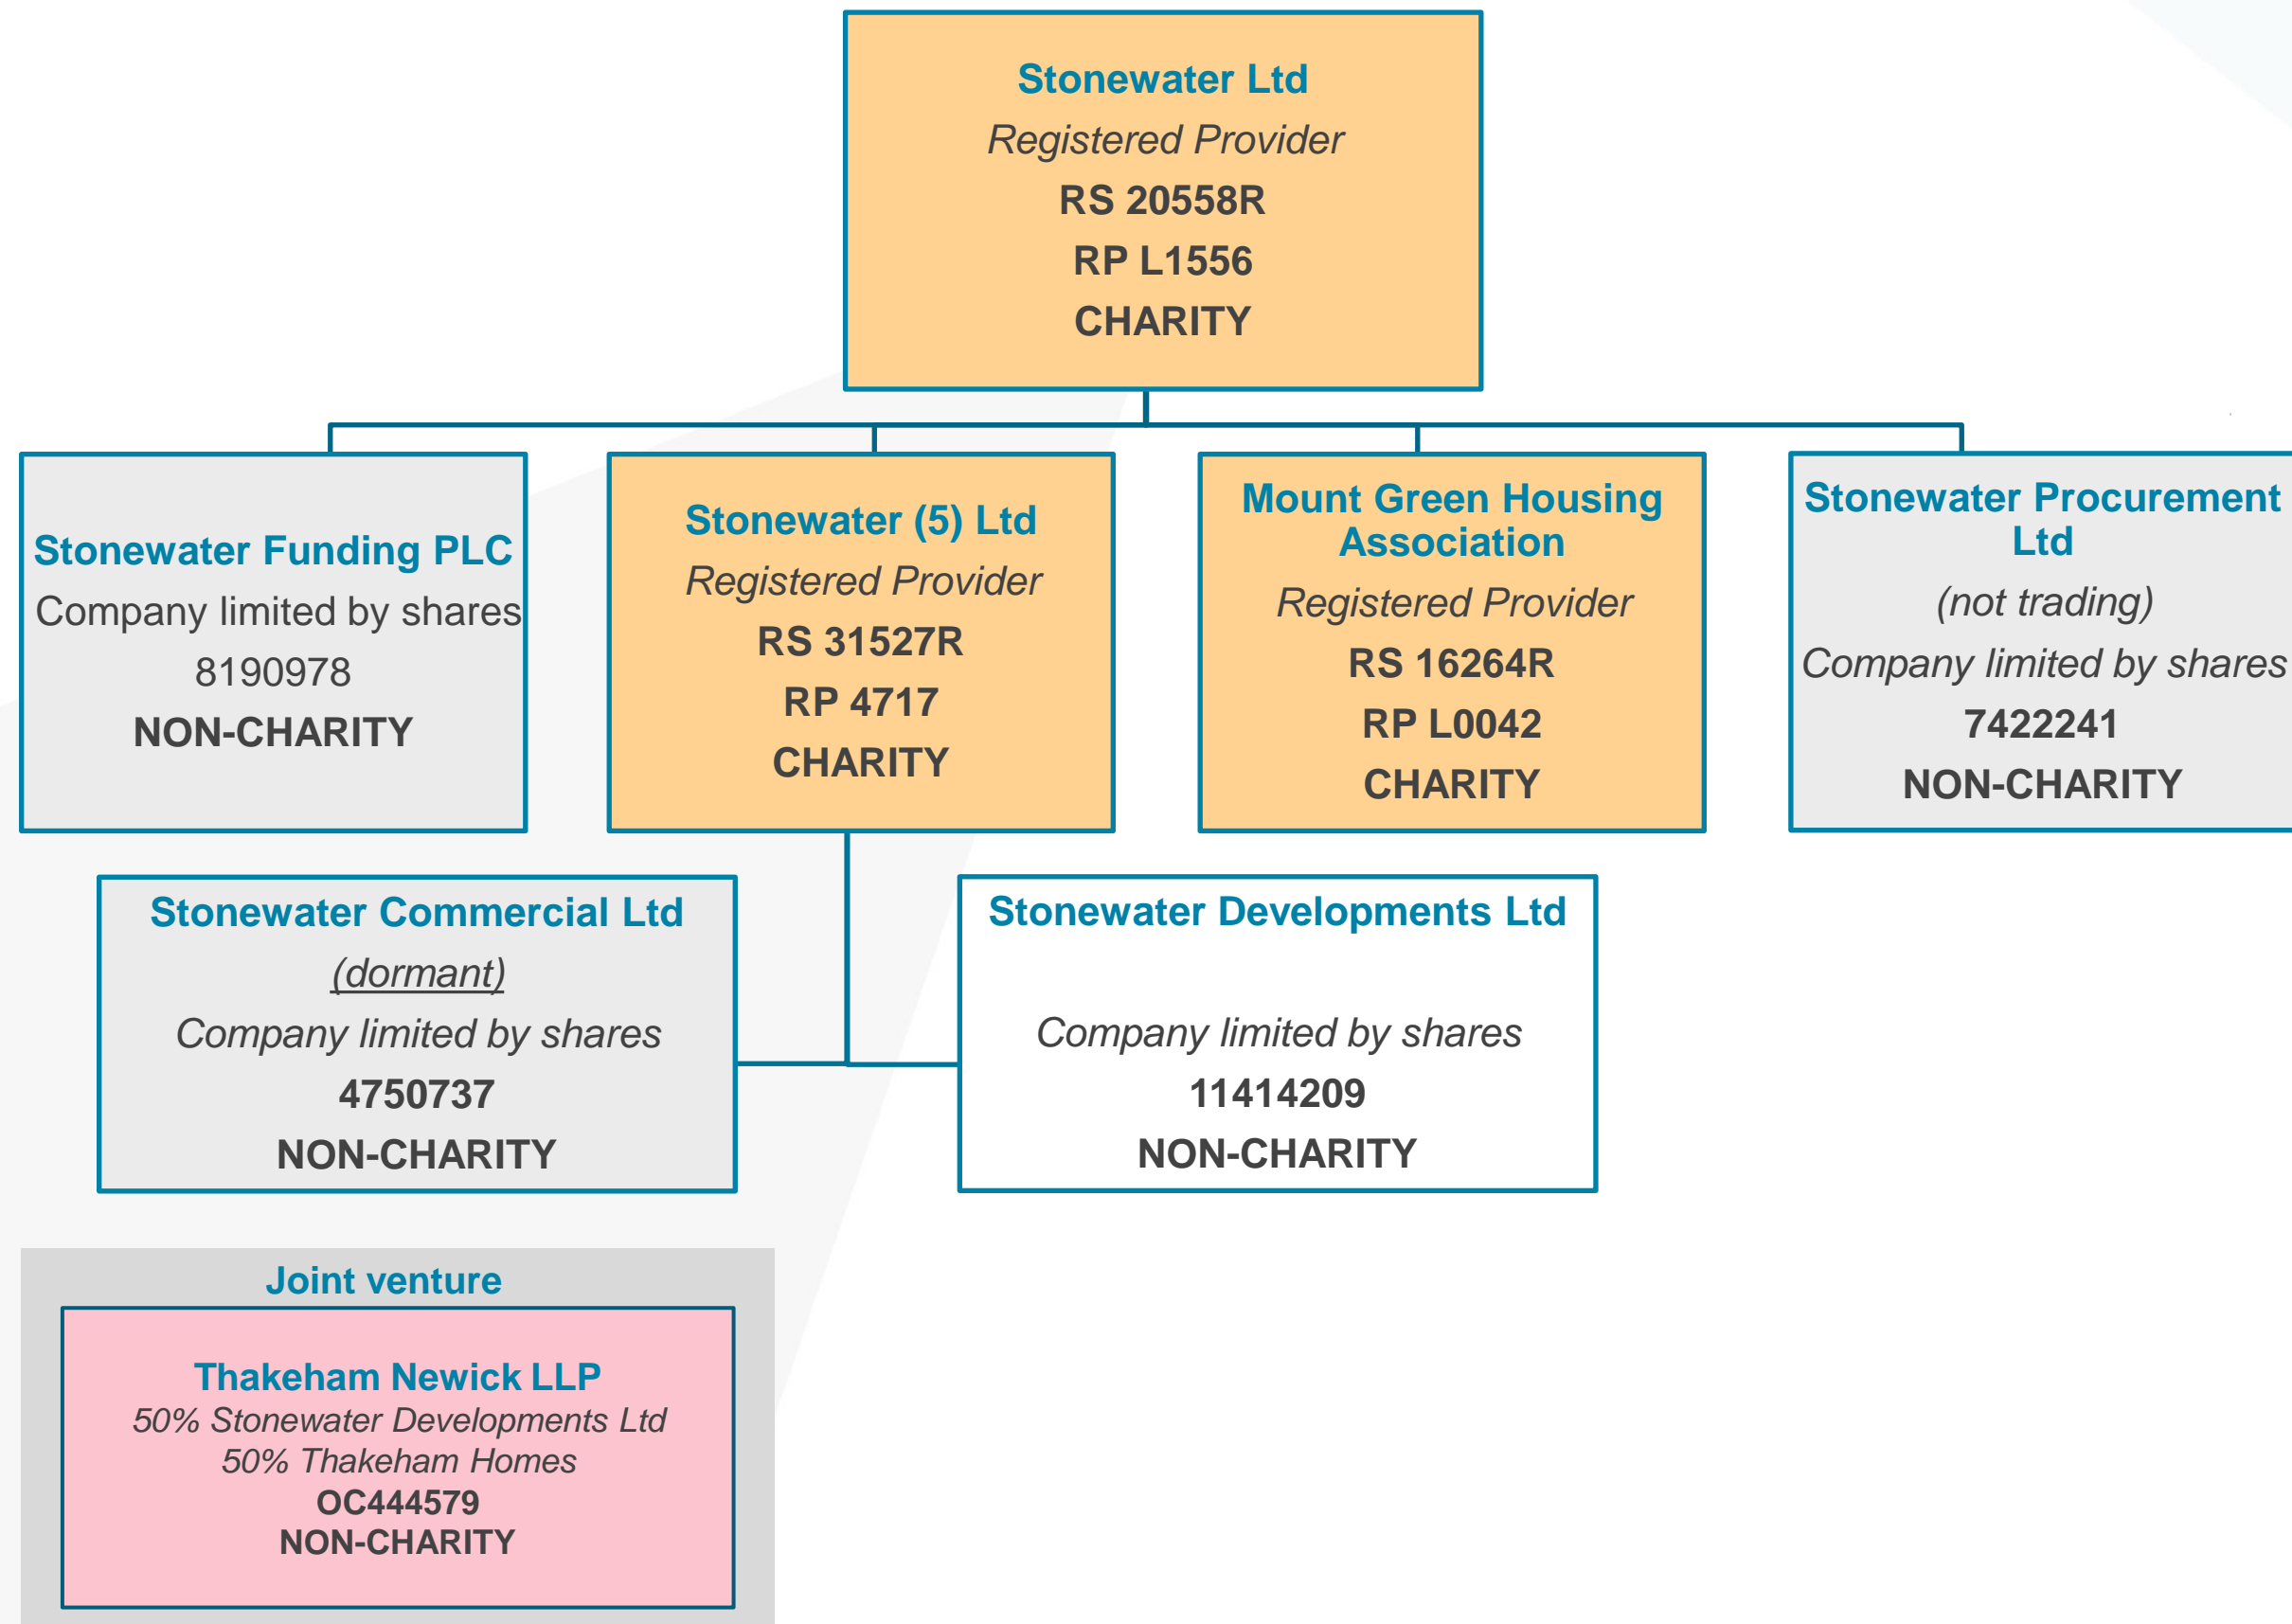 Stonewater Ltd
Registered Provider
RS 20558R
RP L1556
CHARITY
Stonewater Funding PLC
Company limited by shares
8190978
NON-CHARITY
Stonewater (5) Ltd
Registered Provider
RS 31527R
RP 4717
CHARITY
Mount Green Housing
Association
Registered Provider
RS 16264R
RP L0042
CHARITY
Stonewater Procurement
Ltd
(not trading)
Company limited by shares
7422241
NON-CHARITY
Stonewater Commercial Ltd
(dormant)
Company limited by shares
4750737
NON-CHARITY
Stonewater Developments Ltd
Company limited by shares
11414209
NON-CHARITY
Joint venture
Thakeham Newick LLP
50% Stonewater Developments Ltd
50% Thakeham Homes
OC444579
NON-CHARITY